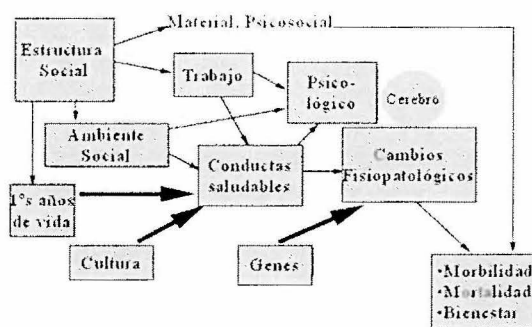 Material, Psicosocial
Estructura
Social
Trabajo
Psico-
lógico
Cerebro
Ambiente
Social
Conductas
saludables
Cambios
Fisiopatológicos
1°s años
de vida
Cultura
Genes
•Morbilidad
•Mortalidad
•Bienestar